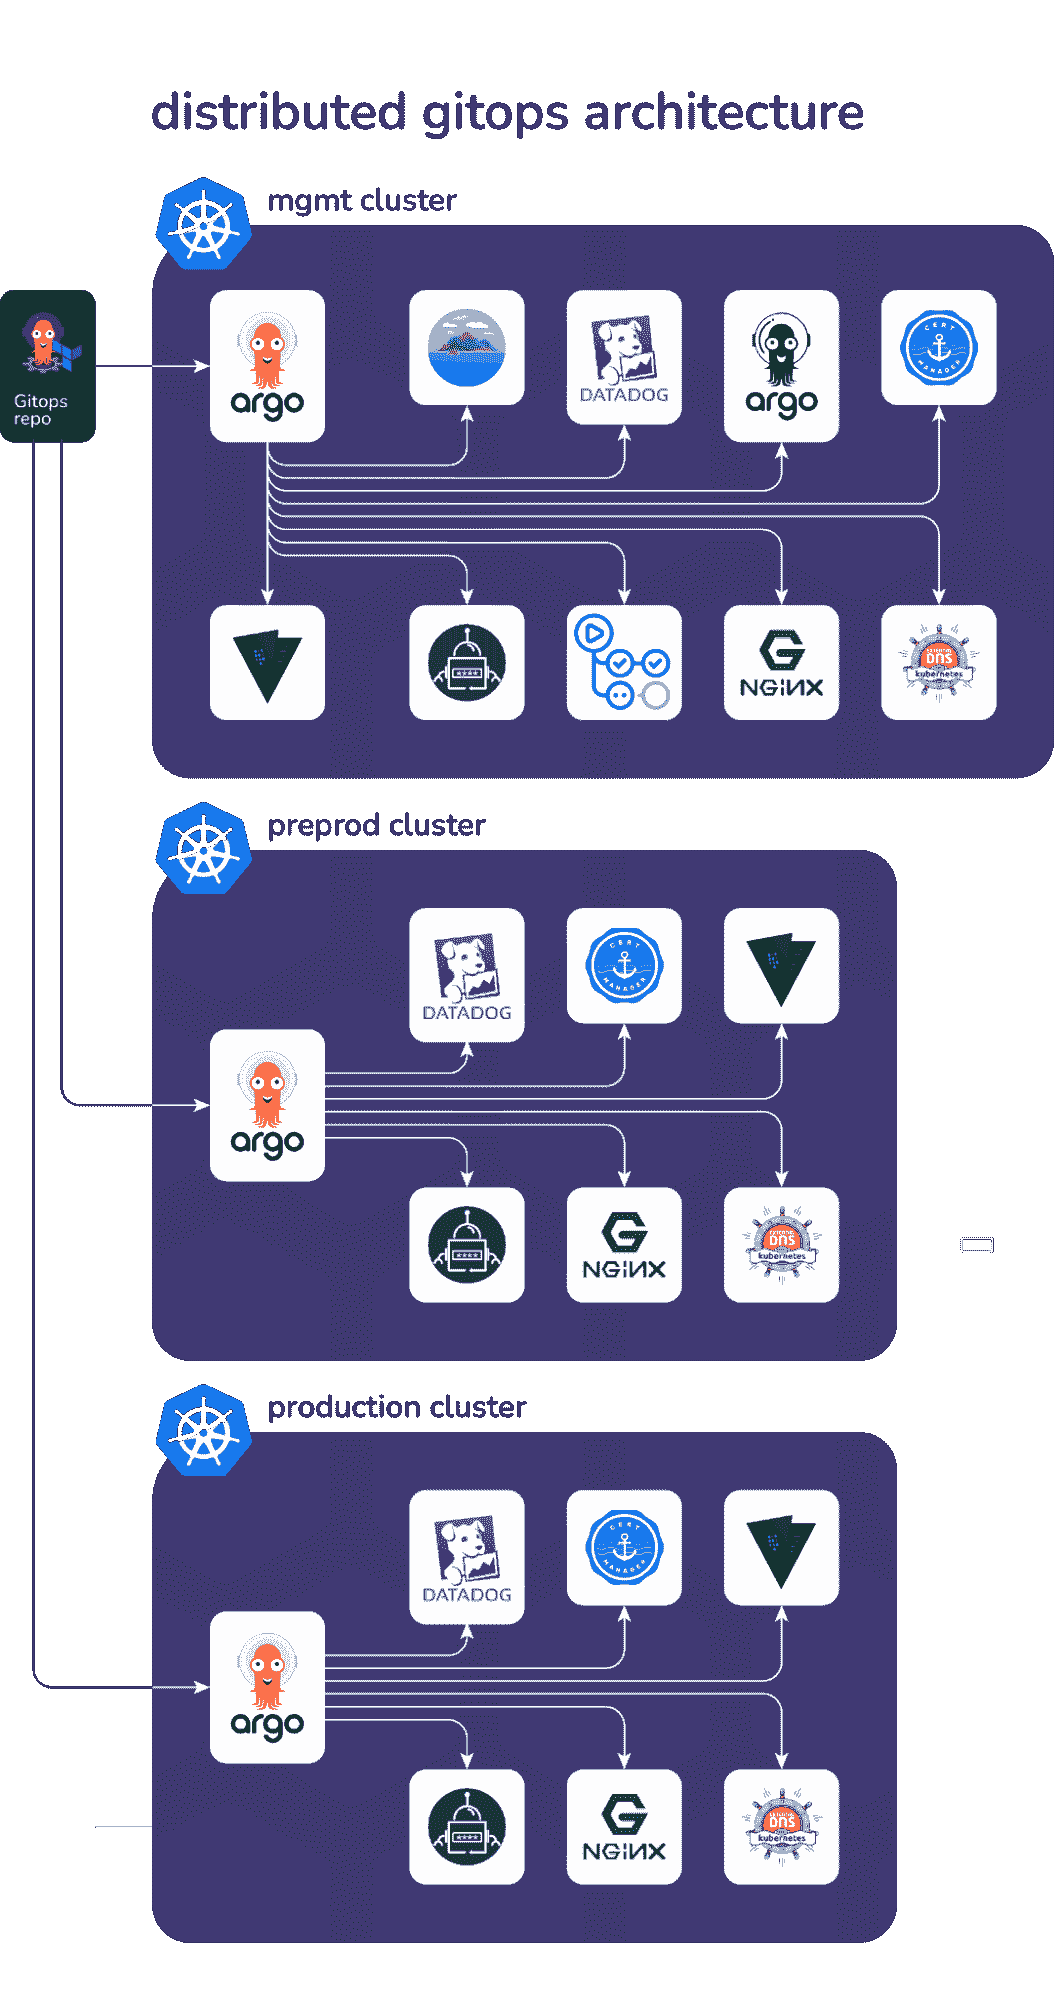 distributed gitops architecture
mgmt cluster
Gitops
repo
argo
DATADOG
argo
CERT
MANAGER
****
NGiNX
EXTERNAL
DNS
kubernetes
preprod cluster
DATADOG
CERT
MANAGER
argo
****
NGiNX
EXTERNAL
DNS
kubernetes
production cluster
DATADOG
CERT
MANAGER
argo
****
NGiNX
EXTERNAL
DNS
kubernetes